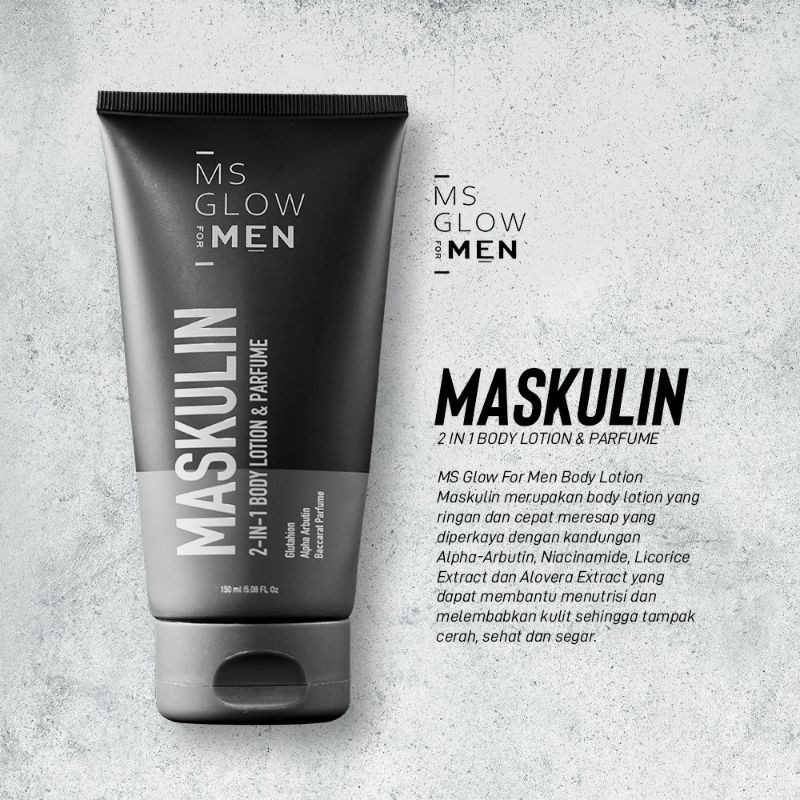 MS
GLOW
FOR MEN
MASKULIN
2-IN-1 BODY LOTION & PARFUME
Glutahion
Alpha Arbutin
Baccarat Parfume
150 ml |5.08 FL Oz
MS
GLOW
FOR MEN
MASKULIN
2 IN 1 BODY LOTION & PARFUME
MS Glow For Men Body Lotion
Maskulin merupakan body lotion yang
ringan dan cepat meresap yang
diperkaya dengan kandungan
Alpha-Arbutin, Niacinamide, Licorice
Extract dan Alovera Extract yang
dapat membantu menutrisi dan
melembabkan kulit sehingga tampak
cerah, sehat dan segar.